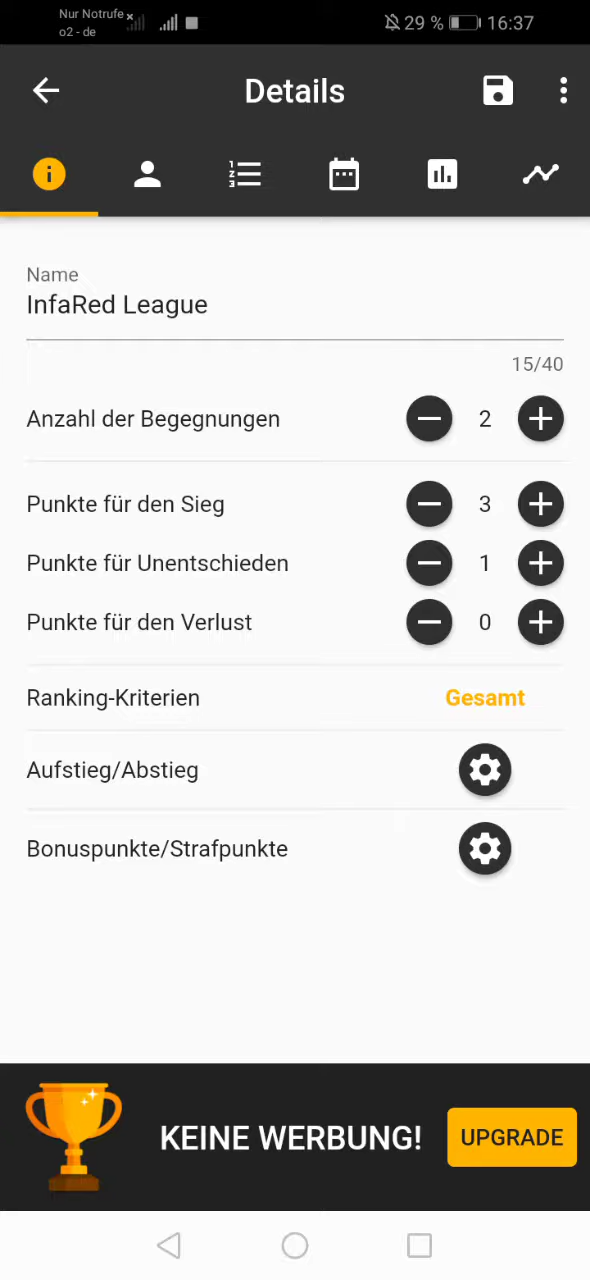 Nur Notrufe
o2 - de
29 % 16:37
Details
Name
InfaRed League
15/40
Anzahl der Begegnungen 2
Punkte für den Sieg 3
Punkte für Unentschieden 1
Punkte für den Verlust 0
Ranking-Kriterien Gesamt
Aufstieg/Abstieg
Bonuspunkte/Strafpunkte
KEINE WERBUNG! UPGRADE